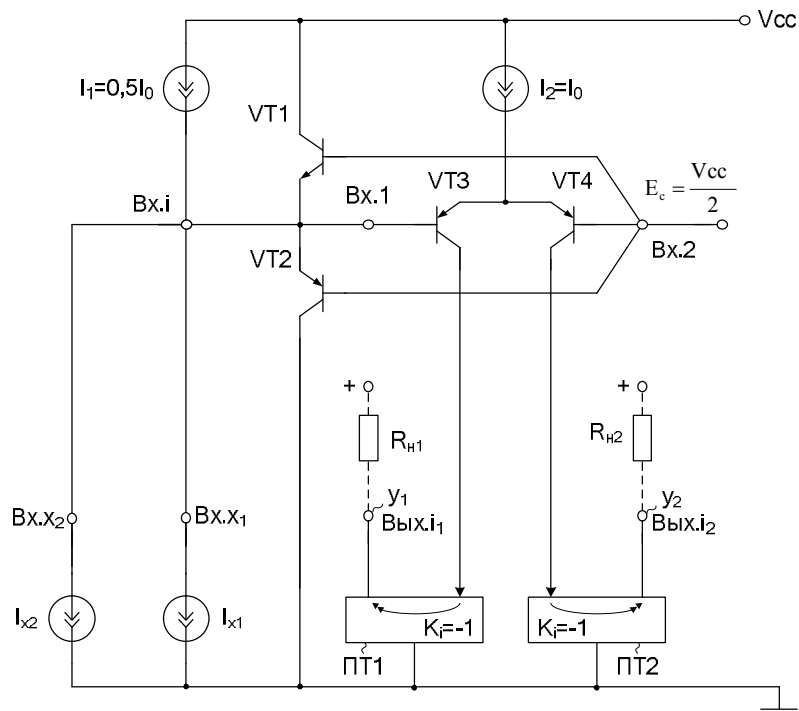 Vcc
I₁=0,5I₀
I₂=I₀
VT1
Вх.i
Вх.1
VT3
VT4
E_c = Vcc/2
Вх.2
VT2
+
+
Rн1
Rн2
y₁
y₂
Вх.x₂
Вх.x₁
Вых.i₁
Вых.i₂
Iₓ₂
Iₓ₁
Kᵢ=-1
Kᵢ=-1
ПТ1
ПТ2